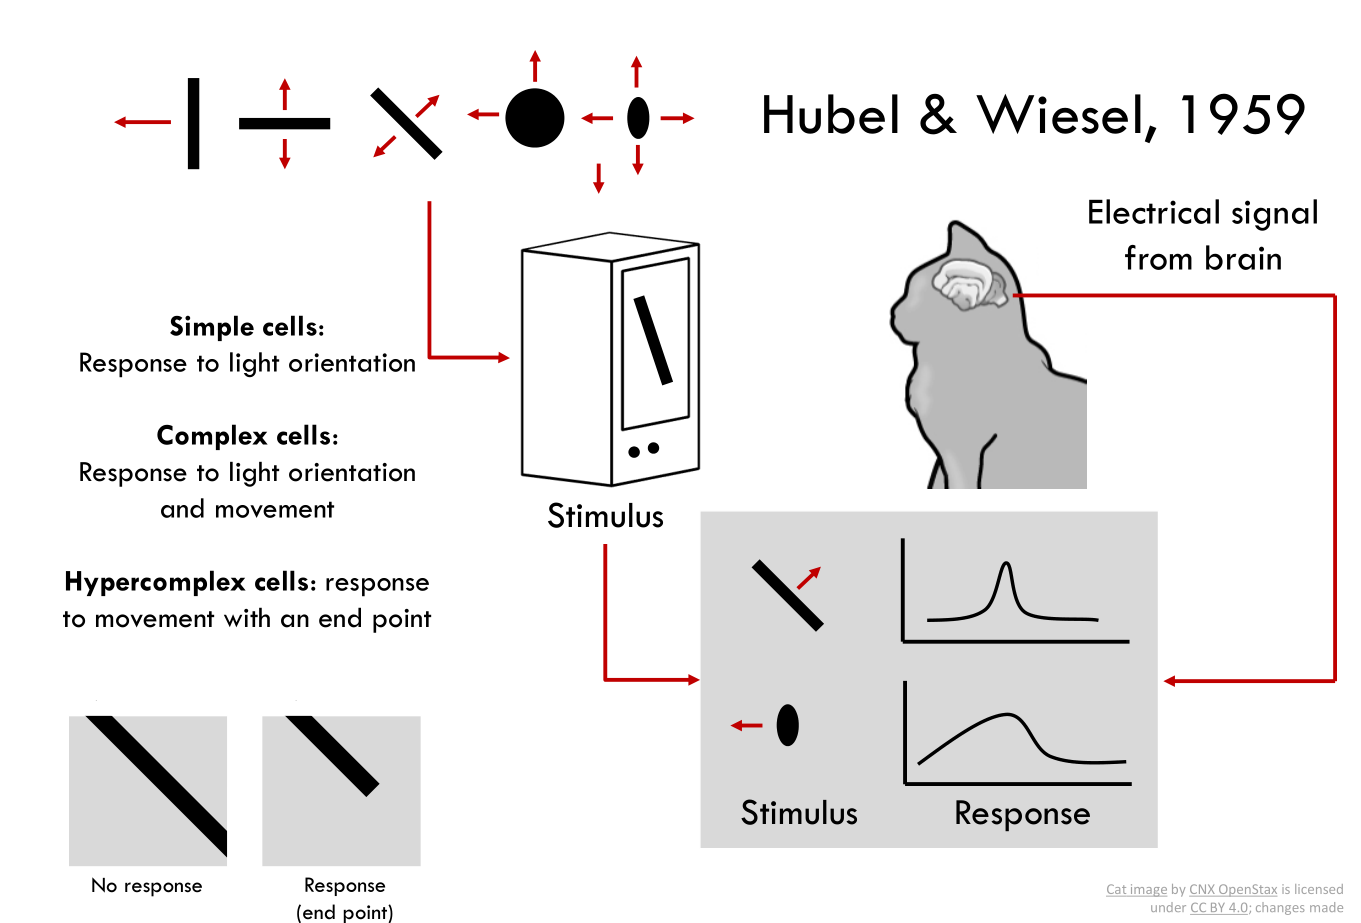 Hubel & Wiesel, 1959
Electrical signal
from brain
Simple cells:
Response to light orientation
Complex cells:
Response to light orientation
and movement
Hypercomplex cells: response
to movement with an end point
No response
Response
(end point)
Stimulus
Stimulus
Response
Cat image by CNX OpenStax is licensed
under CC BY 4.0; changes made